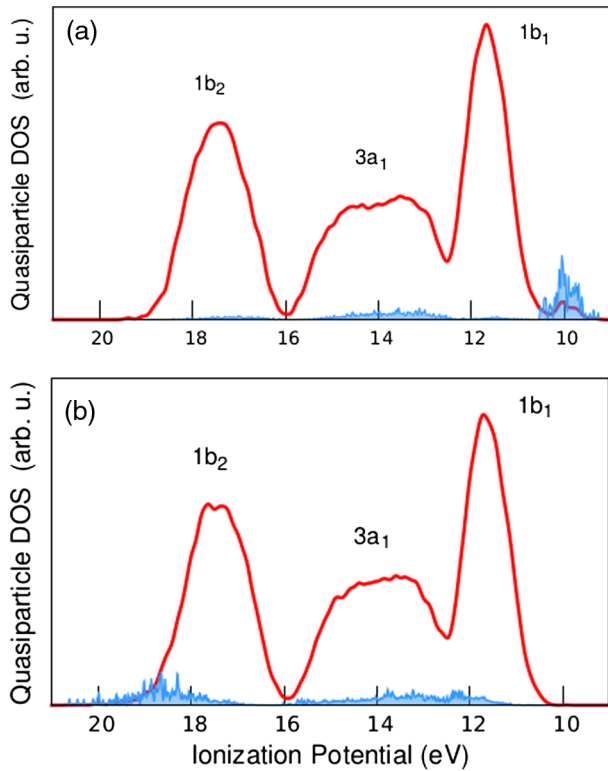 (a)
1b₁
1b₂
3a₁
Quasiparticle DOS (arb. u.)
20 18 16 14 12 10
(b)
1b₁
1b₂
3a₁
Quasiparticle DOS (arb. u.)
20 18 16 14 12 10
Ionization Potential (eV)